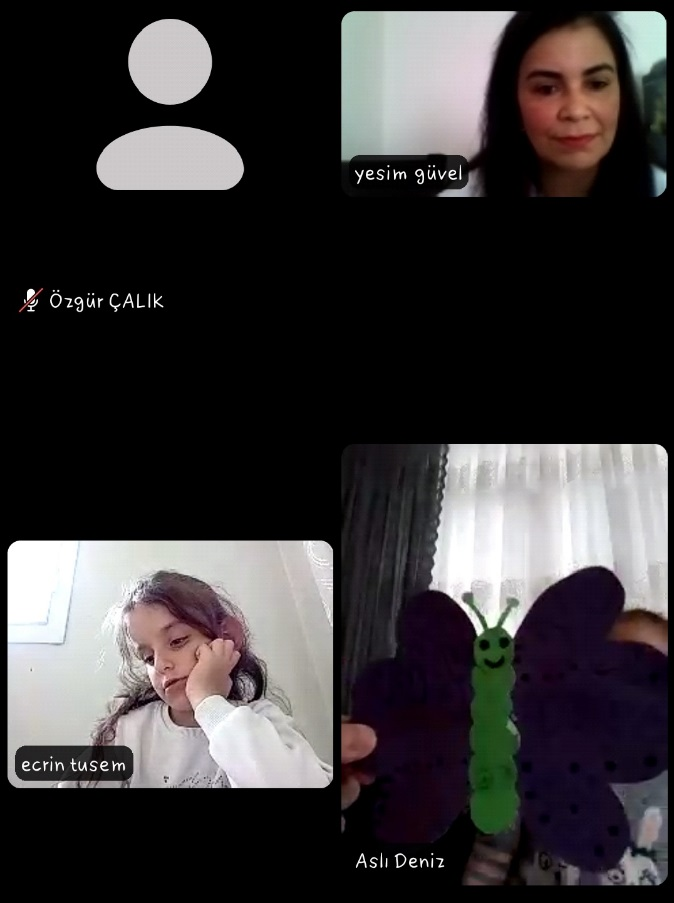 yesim güvel
Özgür ÇALIK
ecrin tusem
Aslı Deniz